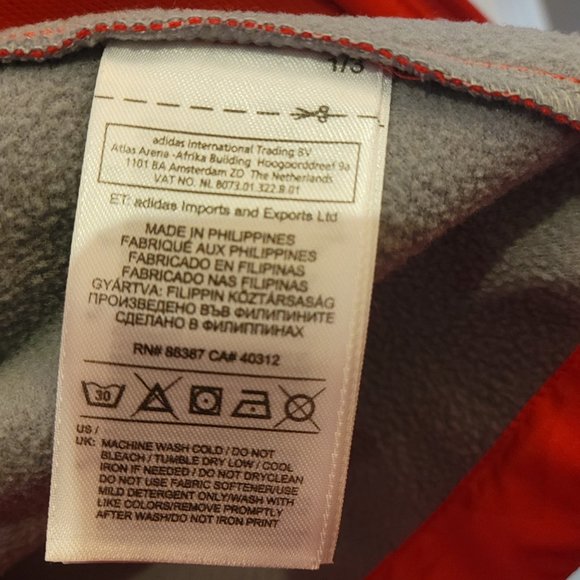 1/3
adidas International Trading BV
Atlas Arena -Afrika Building Hoogoorddreef 9a
1101 BA Amsterdam ZO The Netherlands
VAT NO. NL 8073.01.322.B.01
ET: adidas Imports and Exports Ltd
MADE IN PHILIPPINES
FABRIQUÉ AUX PHILIPPINES
FABRICADO EN FILIPINAS
FABRICADO NAS FILIPINAS
GYÁRTVA: FILIPPIN KÖZTÁRSASÁG
ПРОИЗВЕДЕНО ВЪВ ФИЛИПИНИТЕ
СДЕЛАНО В ФИЛИППИНАХ
RN# 88387 CA# 40312
30
US /
UK: MACHINE WASH COLD / DO NOT
BLEACH / TUMBLE DRY LOW / COOL
IRON IF NEEDED / DO NOT DRYCLEAN
DO NOT USE FABRIC SOFTENER/USE
MILD DETERGENT ONLY/WASH WITH
LIKE COLORS/REMOVE PROMPTLY
AFTER WASH/DO NOT IRON PRINT